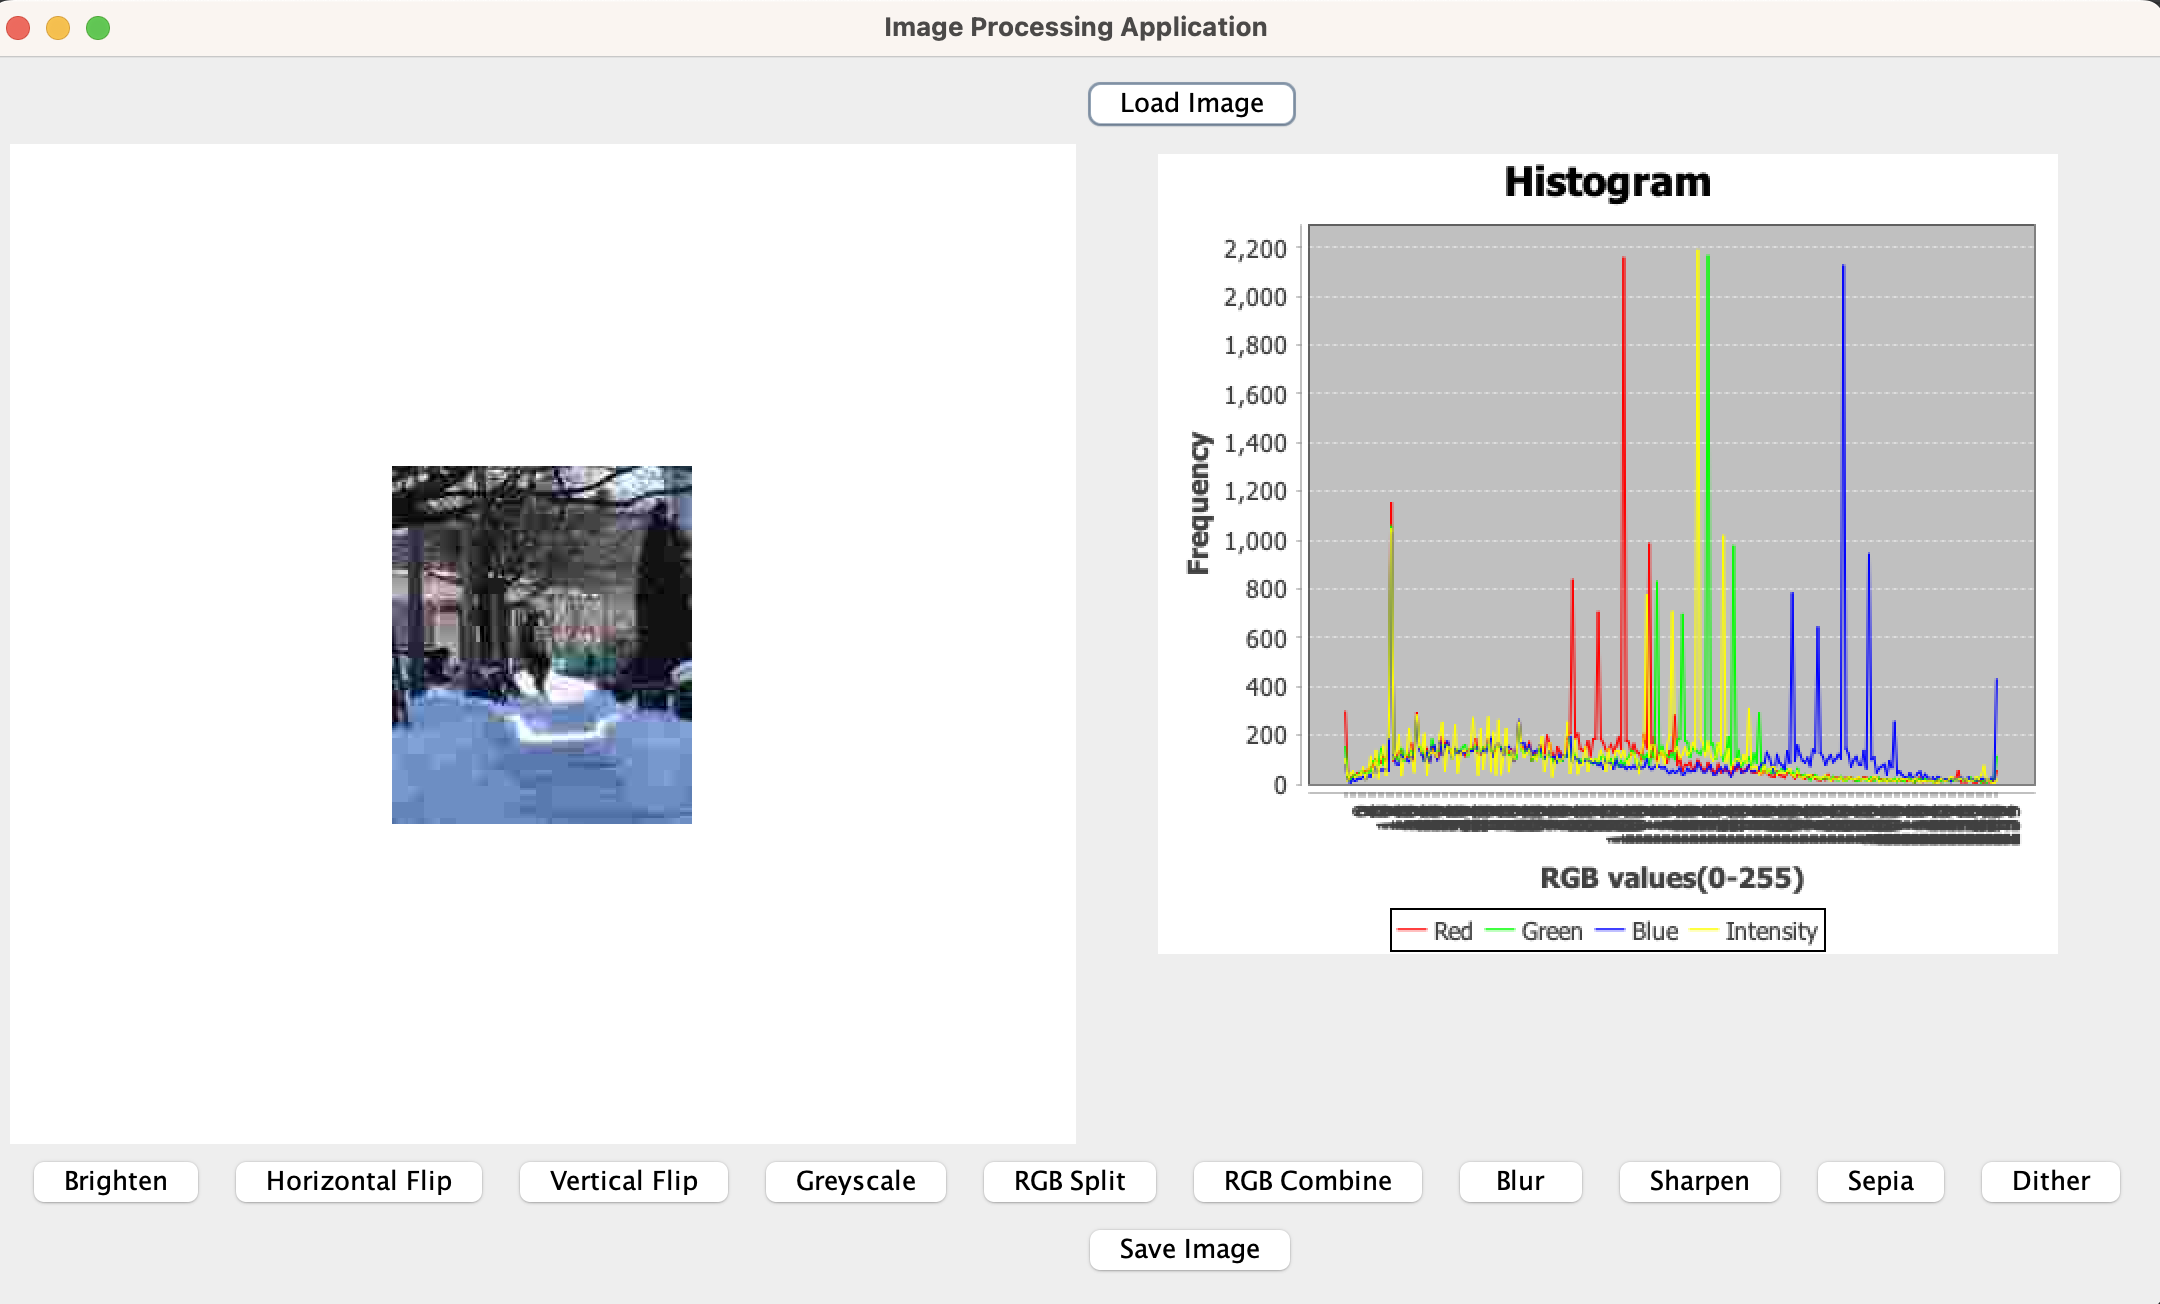 Image Processing Application
Load Image
Histogram
2,200
2,000
1,800
1,600
1,400
1,200
1,000
800
600
400
200
0
Frequency
RGB values(0-255)
Red Green Blue Intensity
Brighten Horizontal Flip Vertical Flip Greyscale RGB Split RGB Combine Blur Sharpen Sepia Dither
Save Image